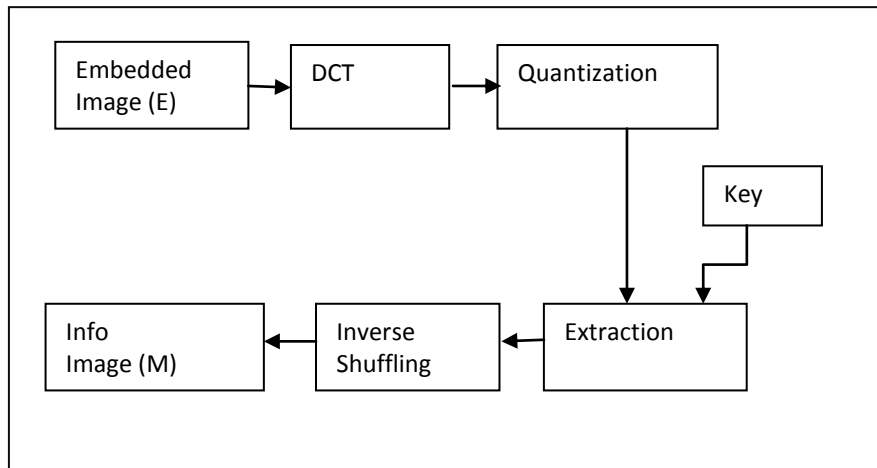 Embedded
Image (E)
DCT
Quantization
Key
Info
Image (M)
Inverse
Shuffling
Extraction